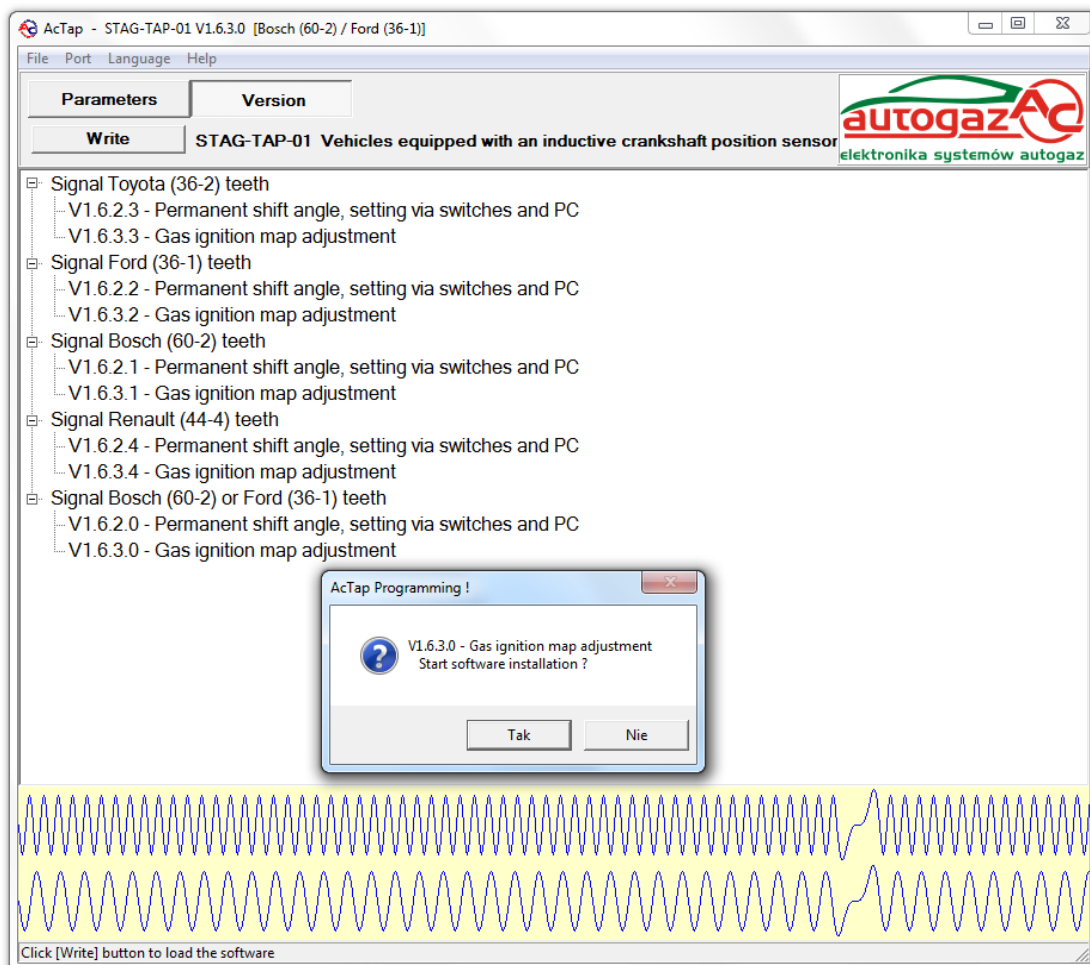 AcTap - STAG-TAP-01 V1.6.3.0 [Bosch (60-2) / Ford (36-1)]
File Port Language Help
Parameters Version
Write STAG-TAP-01 Vehicles equipped with an inductive crankshaft position sensor
autogaz AC
elektronika systemów autogaz
Signal Toyota (36-2) teeth
V1.6.2.3 - Permanent shift angle, setting via switches and PC
V1.6.3.3 - Gas ignition map adjustment
Signal Ford (36-1) teeth
V1.6.2.2 - Permanent shift angle, setting via switches and PC
V1.6.3.2 - Gas ignition map adjustment
Signal Bosch (60-2) teeth
V1.6.2.1 - Permanent shift angle, setting via switches and PC
V1.6.3.1 - Gas ignition map adjustment
Signal Renault (44-4) teeth
V1.6.2.4 - Permanent shift angle, setting via switches and PC
V1.6.3.4 - Gas ignition map adjustment
Signal Bosch (60-2) or Ford (36-1) teeth
V1.6.2.0 - Permanent shift angle, setting via switches and PC
V1.6.3.0 - Gas ignition map adjustment
AcTap Programming !
V1.6.3.0 - Gas ignition map adjustment
Start software installation ?
Tak Nie
Click [Write] button to load the software